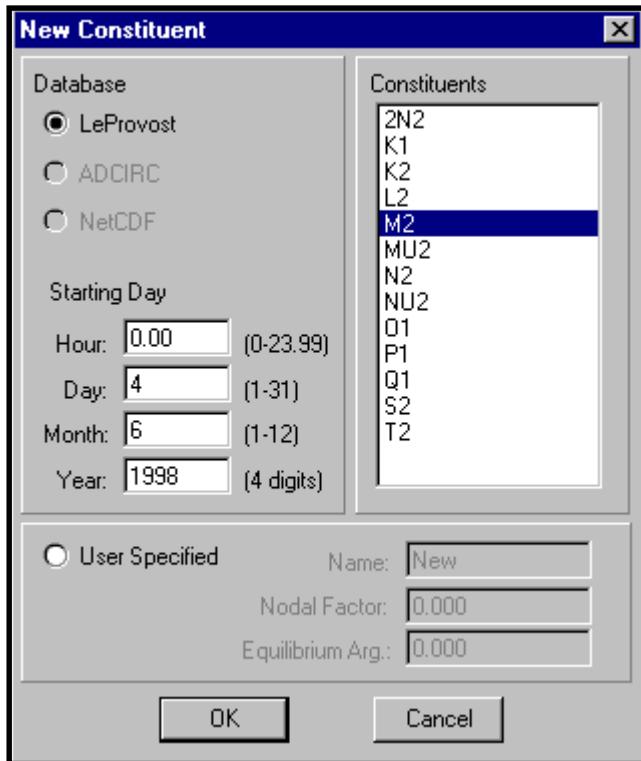 New Constituent
Database
LeProvost
ADCIRC
NetCDF
Starting Day
Hour: 0.00 (0-23.99)
Day: 4 (1-31)
Month: 6 (1-12)
Year: 1998 (4 digits)
Constituents
2N2
K1
K2
L2
M2
MU2
N2
NU2
O1
P1
Q1
S2
T2
User Specified
Name: New
Nodal Factor: 0.000
Equilibrium Arg.: 0.000
OK
Cancel